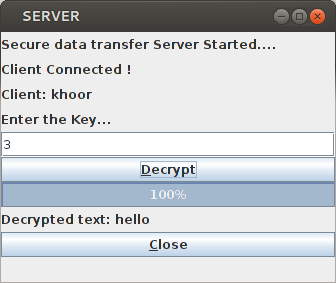 SERVER
Secure data transfer Server Started....
Client Connected !
Client: khoor
Enter the Key...
3
Decrypt
100%
Decrypted text: hello
Close